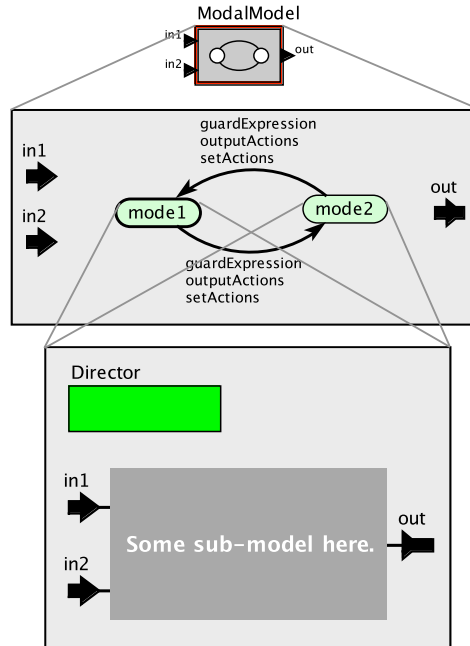 ModalModel
in1
in2
out
guardExpression
outputActions
setActions
in1
in2
out
mode1
mode2
guardExpression
outputActions
setActions
Director
in1
in2
out
Some sub-model here.